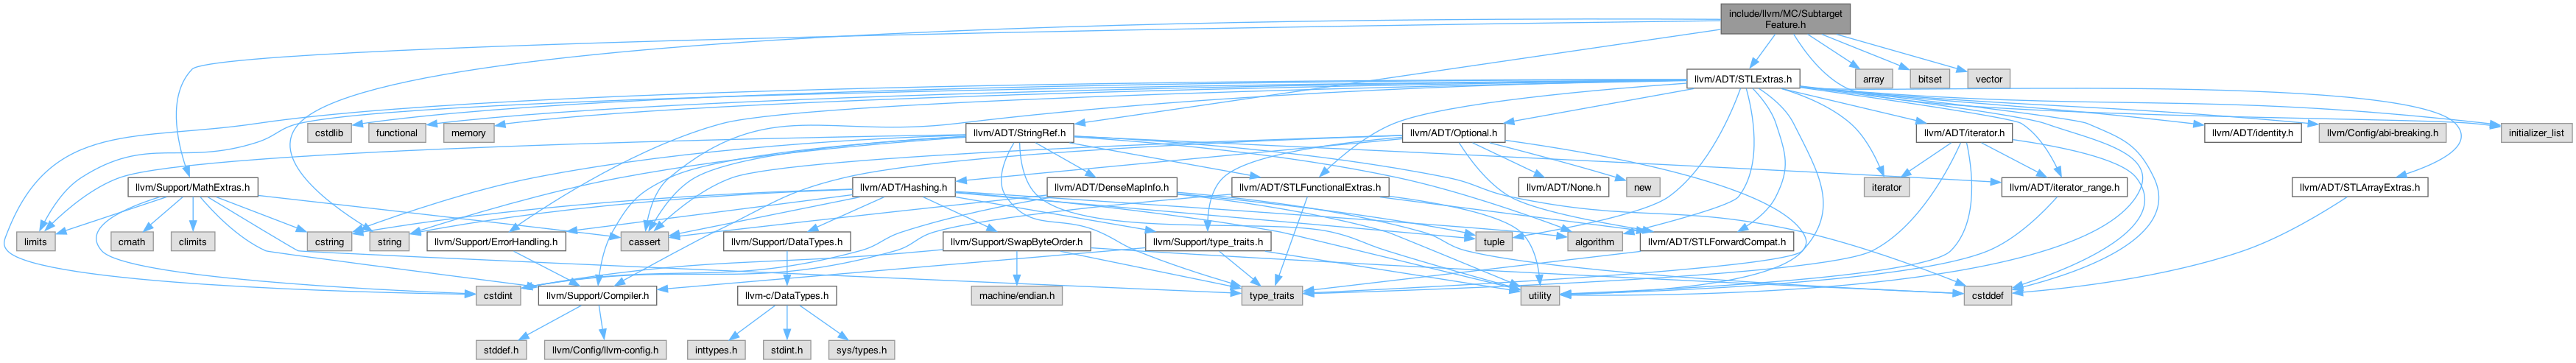 include/llvm/MC/Subtarget
Feature.h
llvm/ADT/STLExtras.h
array
bitset
vector
cstdlib
functional
memory
llvm/ADT/StringRef.h
llvm/ADT/Optional.h
llvm/ADT/iterator.h
llvm/ADT/identity.h
llvm/Config/abi-breaking.h
initializer_list
llvm/Support/MathExtras.h
llvm/ADT/Hashing.h
llvm/ADT/DenseMapInfo.h
llvm/ADT/STLFunctionalExtras.h
llvm/ADT/None.h
new
iterator
llvm/ADT/iterator_range.h
llvm/ADT/STLArrayExtras.h
limits
cmath
climits
cstring
string
llvm/Support/ErrorHandling.h
cassert
llvm/Support/DataTypes.h
llvm/Support/SwapByteOrder.h
llvm/Support/type_traits.h
tuple
algorithm
llvm/ADT/STLForwardCompat.h
cstdint
llvm/Support/Compiler.h
llvm-c/DataTypes.h
machine/endian.h
type_traits
utility
cstddef
stddef.h
llvm/Config/llvm-config.h
inttypes.h
stdint.h
sys/types.h